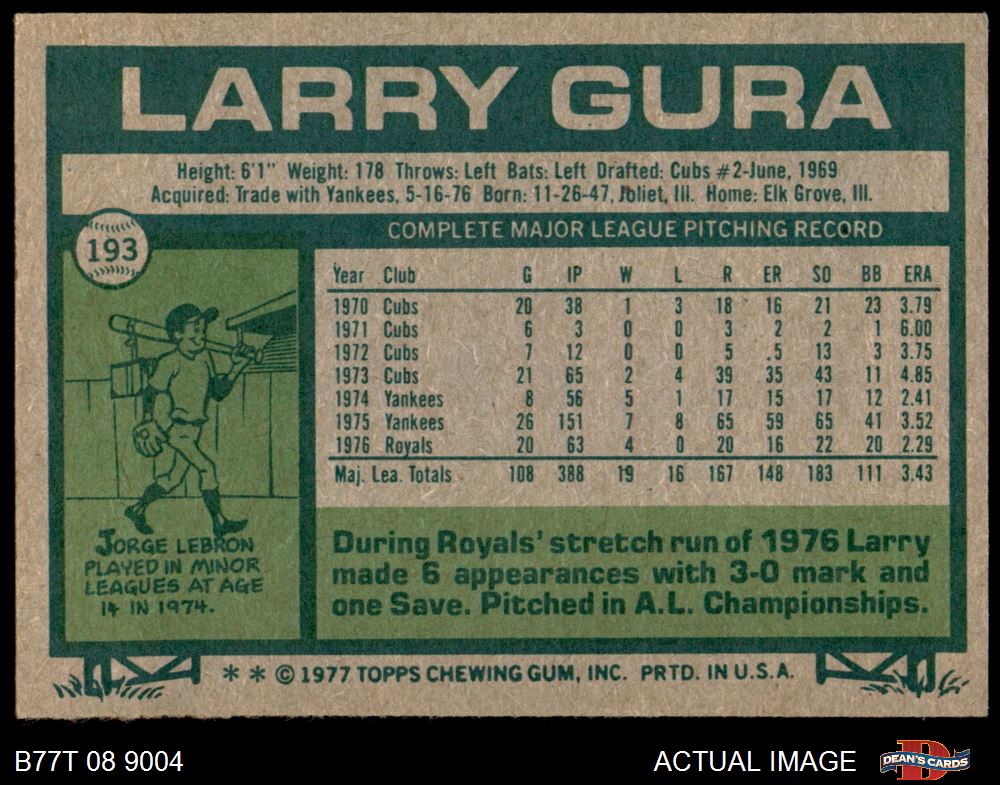 LARRY GURA
Height: 6'1" Weight: 178 Throws: Left Bats: Left Drafted: Cubs #2-June, 1969
Acquired: Trade with Yankees, 5-16-76 Born: 11-26-47, Joliet, Ill. Home: Elk Grove, Ill.
193
COMPLETE MAJOR LEAGUE PITCHING RECORD
Year Club G IP W L R ER SO BB ERA
1970 Cubs 20 38 1 3 18 16 21 23 3.79
1971 Cubs 6 3 0 0 3 2 2 1 6.00
1972 Cubs 7 12 0 0 5 .5 13 3 3.75
1973 Cubs 21 65 2 4 39 35 43 11 4.85
1974 Yankees 8 56 5 1 17 15 17 12 2.41
1975 Yankees 26 151 7 8 65 59 65 41 3.52
1976 Royals 20 63 4 0 20 16 22 20 2.29
Maj. Lea. Totals 108 388 19 16 167 148 183 111 3.43
JORGE LEBRON
PLAYED IN MINOR
LEAGUES AT AGE
14 IN 1974.
During Royals' stretch run of 1976 Larry
made 6 appearances with 3-0 mark and
one Save. Pitched in A.L. Championships.
** © 1977 TOPPS CHEWING GUM, INC. PRTD. IN U.S.A.
B77T 08 9004
ACTUAL IMAGE
D
DEAN'S CARDS